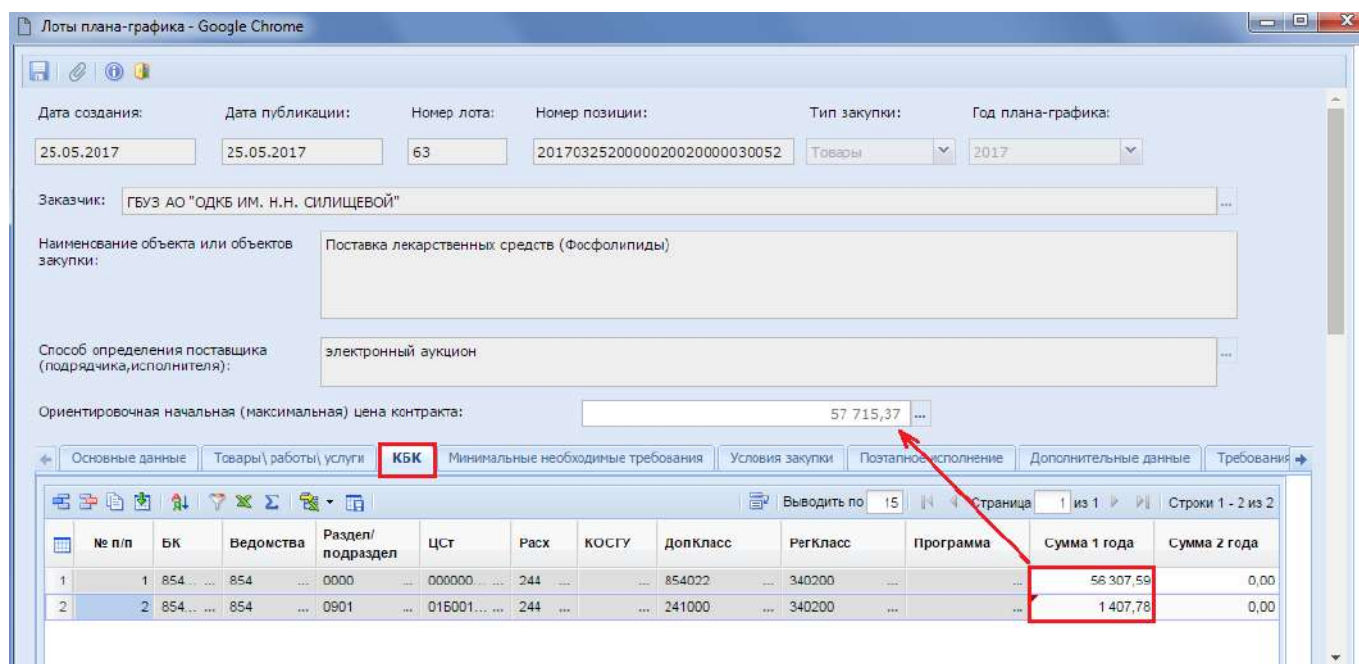 Лоты плана-графика - Google Chrome
Дата создания: Дата публикации: Номер лота: Номер позиции: Тип закупки: Год плана-графика:
25.05.2017 25.05.2017 63 2017032520000020020000030052 Товары 2017
Заказчик: ГБУЗ АО "ОДКБ ИМ. Н.Н. СИЛИЩЕВОЙ" ...
Наименование объекта или объектов закупки: Поставка лекарственных средств (Фосфолипиды)
Способ определения поставщика (подрядчика,исполнителя): электронный аукцион ...
Ориентировочная начальная (максимальная) цена контракта: 57 715,37 ...
Основные данные Товары\ работы\ услуги КБК Минимальные необходимые требования Условия закупки Поэтапное исполнение Дополнительные данные Требования
Выводить по 15 Страница 1 из 1 Строки 1 - 2 из 2
№ п/п БК Ведомства Раздел/подраздел ЦСт Расх КОСГУ ДопКласс РегКласс Программа Сумма 1 года Сумма 2 года
1 1 854... ... 854 ... 0000 ... 000000... ... 244 ... ... 854022 ... 340200 ... ... 56 307,59 0,00
2 2 854... ... 854 ... 0901 ... 01Б001... ... 244 ... ... 241000 ... 340200 ... ... 1 407,78 0,00